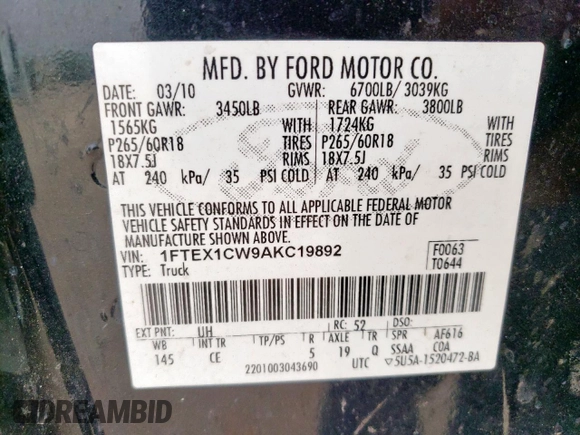 MFD. BY FORD MOTOR CO.
DATE: 03/10 GVWR: 6700LB/ 3039KG
FRONT GAWR: 3450LB REAR GAWR: 3800LB
1565KG WITH 1724KG WITH
P265/60R18 TIRES P265/60R18 TIRES
18X7.5J RIMS 18X7.5J RIMS
AT 240 kPa/ 35 PSI COLD AT 240 kPa/ 35 PSI COLD
THIS VEHICLE CONFORMS TO ALL APPLICABLE FEDERAL MOTOR
VEHICLE SAFETY STANDARDS IN EFFECT ON THE DATE OF
MANUFACTURE SHOWN ABOVE.
VIN: 1FTEX1CW9AKC19892 F0063
TYPE: Truck T0644
EXT PNT: UH RC: 52 DSO:
WB INT TR TP/PS R AXLE TR SPR AF616
145 CE 5 19 Q SSAA COA
2201003043690 UTC 5U5A-1520472-BA
Ford
IDREAMBID